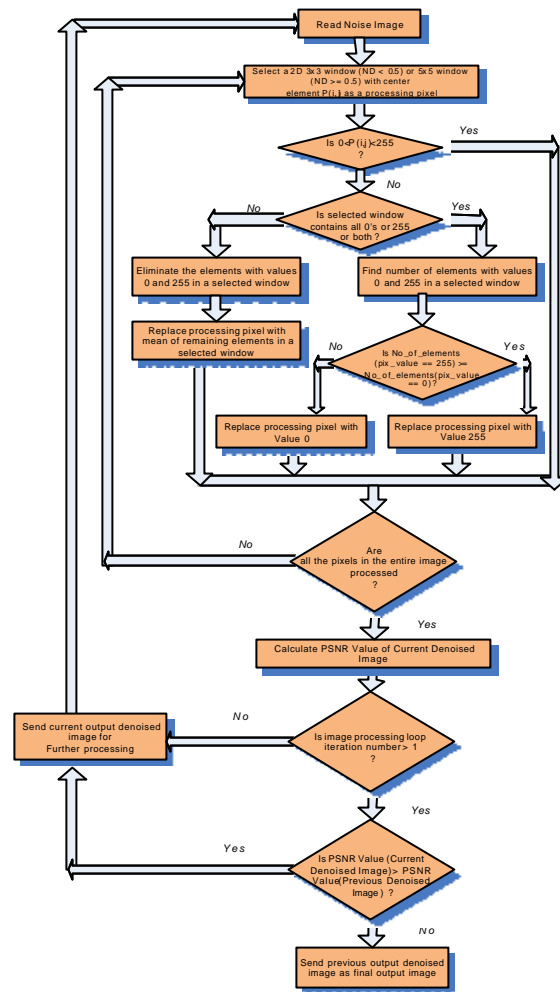 Read Noise Image
Select a 2D 3x3 window (ND < 0.5) or 5x5 window
(ND >= 0.5) with center
element P(i,j) as a processing pixel
Yes
Is 0<P(i,j)<255
?
No
No
Yes
Is selected window
contains all 0's or 255
or both ?
Eliminate the elements with values
0 and 255 in a selected window
Find number of elements with values
0 and 255 in a selected window
Replace processing pixel with
mean of remaining elements in a
selected window
No
Yes
Is No_of_elements
(pix_value == 255) >=
No_of_elements(pix_value
== 0)?
Replace processing pixel with
Value 0
Replace processing pixel with
Value 255
No
Are
all the pixels in the entire image
processed
?
Yes
Calculate PSNR Value of Current Denoised
Image
No
Send current output denoised
image for
Further processing
Is image processing loop
iteration number > 1
?
Yes
Yes
Is PSNR Value (Current
Denoised Image) > PSNR
Value(Previous Denoised
Image) ?
No
Send previous output denoised
image as final output image